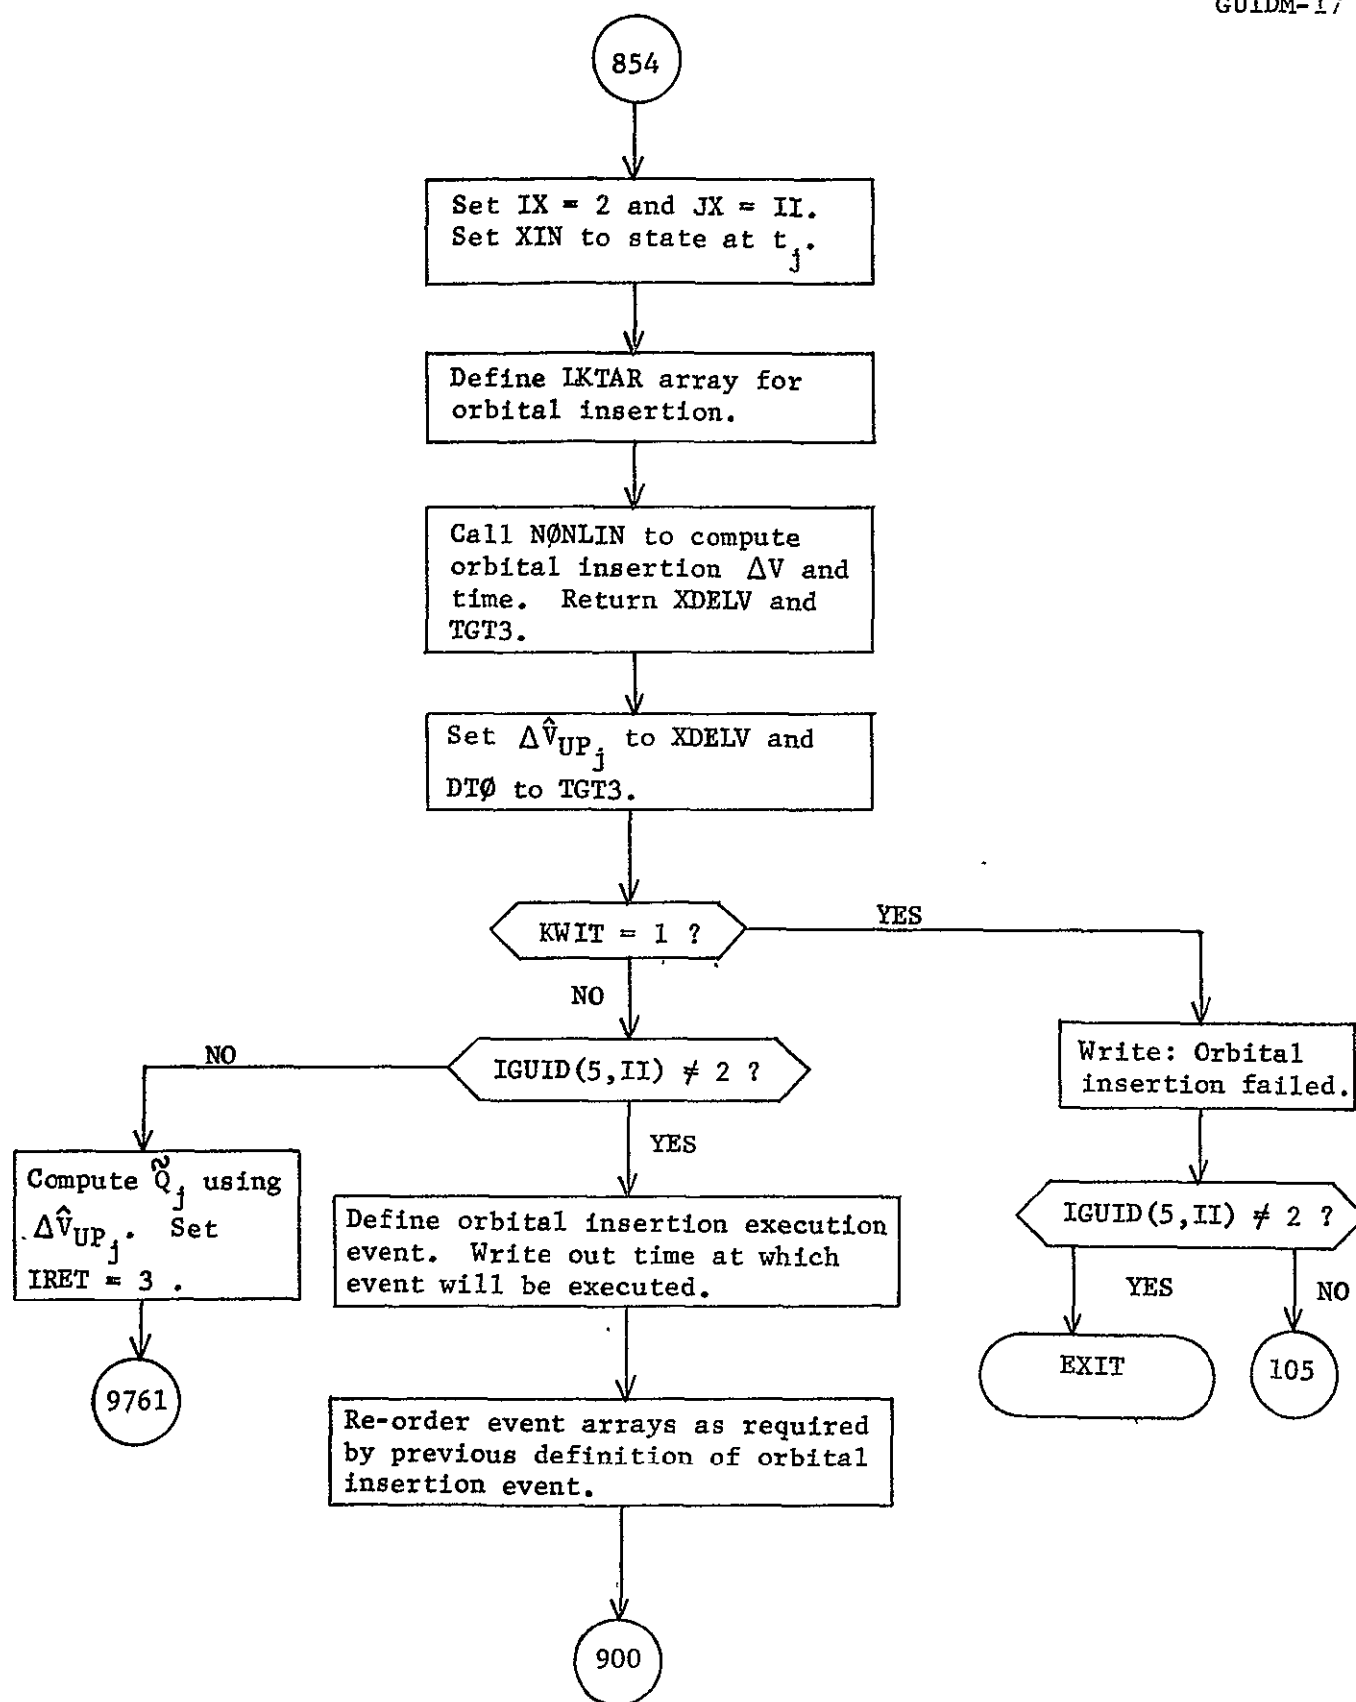 GUIDM-17
854
Set IX = 2 and JX = II.
Set XIN to state at t_j.
Define LKTAR array for
orbital insertion.
Call NØNLIN to compute
orbital insertion ΔV and
time. Return XDELV and
TGT3.
Set ΔV̂_UP_j to XDELV and
DTØ to TGT3.
KWIT = 1 ?
YES
NO
IGUID(5,II) ≠ 2 ?
NO
YES
Write: Orbital
insertion failed.
Compute Q̃_j using
ΔV̂_UP_j. Set
IRET = 3 .
Define orbital insertion execution
event. Write out time at which
event will be executed.
IGUID(5,II) ≠ 2 ?
YES
NO
EXIT
105
9761
Re-order event arrays as required
by previous definition of orbital
insertion event.
900